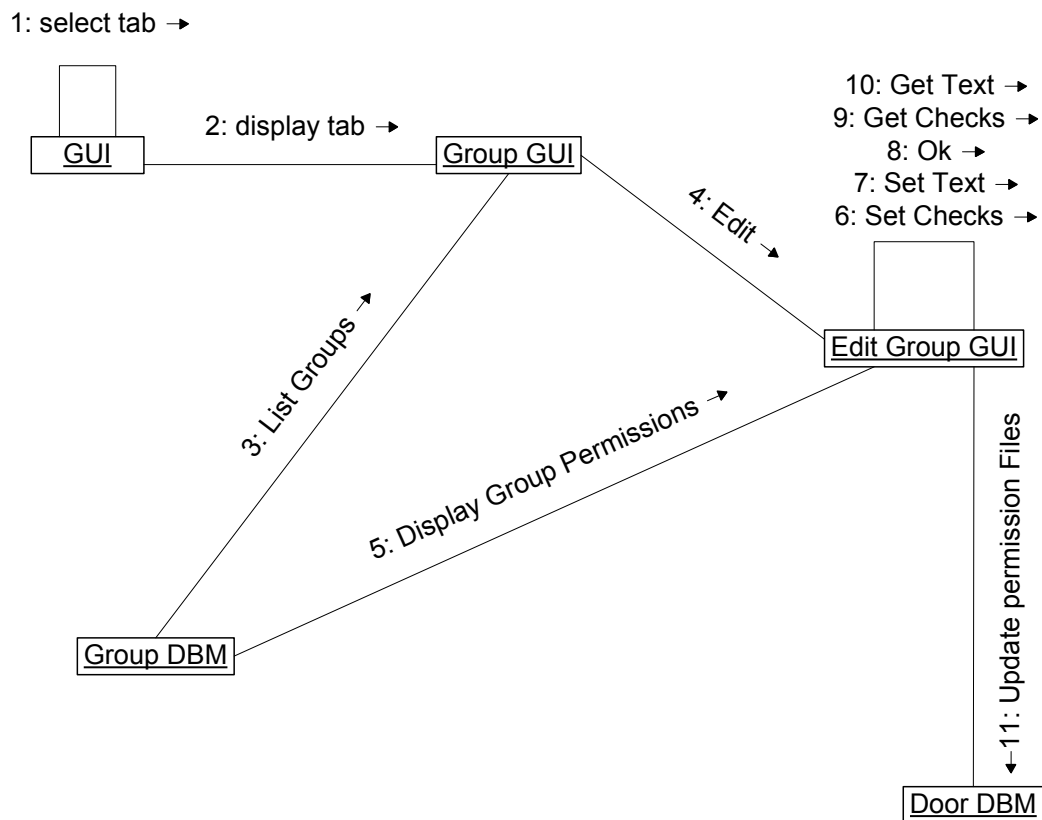 1: select tab →
10: Get Text →
9: Get Checks →
8: Ok →
7: Set Text →
6: Set Checks →
2: display tab →
GUI
Group GUI
4: Edit →
Edit Group GUI
3: List Groups →
5: Display Group Permissions →
11: Update permission Files →
Group DBM
Door DBM